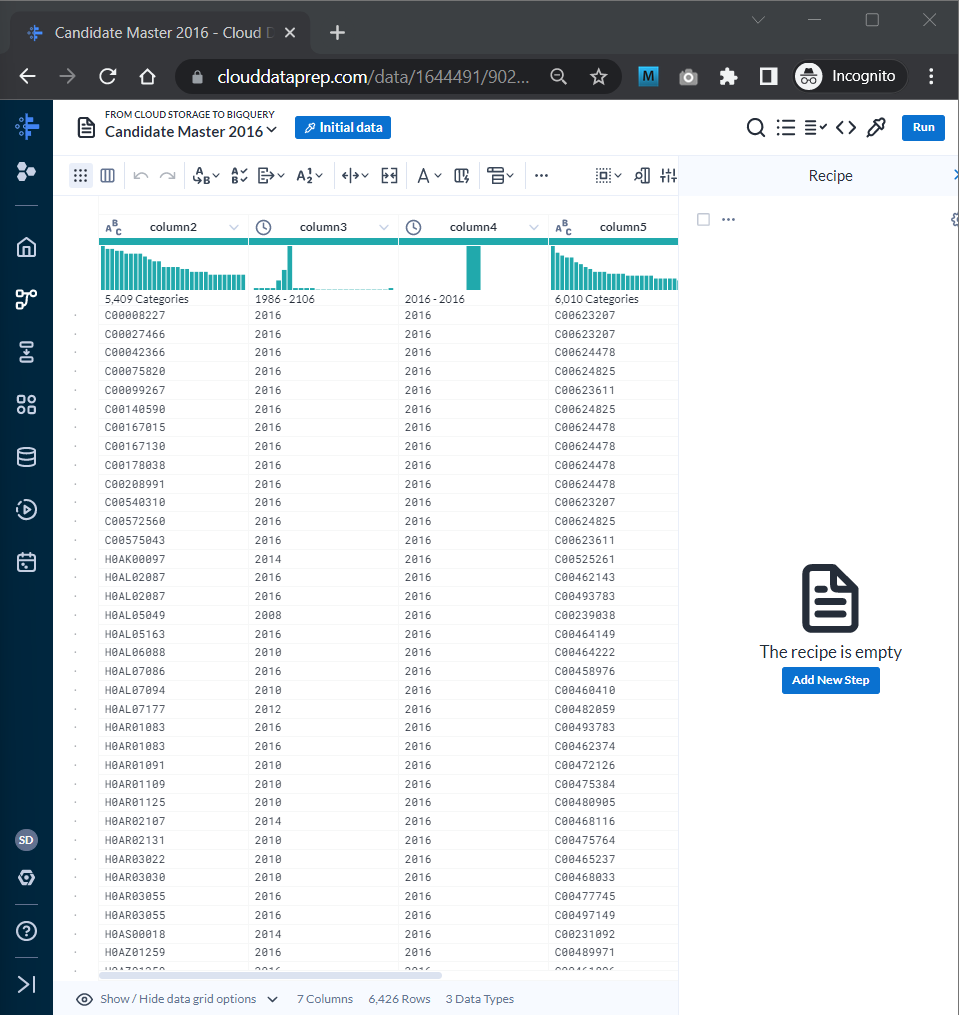 Candidate Master 2016 - Cloud D
clouddataprep.com/data/1644491/902...
M
Incognito
FROM CLOUD STORAGE TO BIGQUERY
Candidate Master 2016
Initial data
Run
Recipe
ABC column2 column3 column4 ABC column5
5,409 Categories 1986 - 2106 2016 - 2016 6,010 Categories
C00008227 2016 2016 C00623207
C00027466 2016 2016 C00623207
C00042366 2016 2016 C00624478
C00075820 2016 2016 C00624825
C00099267 2016 2016 C00623611
C00140590 2016 2016 C00624825
C00167015 2016 2016 C00624478
C00167130 2016 2016 C00624478
C00178038 2016 2016 C00624478
C00208991 2016 2016 C00624478
C00540310 2016 2016 C00623207
C00572560 2016 2016 C00624825
C00575043 2016 2016 C00623611
H0AK00097 2014 2016 C00525261
H0AL02087 2016 2016 C00462143
H0AL02087 2016 2016 C00493783
H0AL05049 2008 2016 C00239038
H0AL05163 2016 2016 C00464149
H0AL06088 2010 2016 C00464222
H0AL07086 2016 2016 C00458976
H0AL07094 2010 2016 C00460410
H0AL07177 2012 2016 C00482059
H0AR01083 2016 2016 C00493783
H0AR01083 2016 2016 C00462374
H0AR01091 2010 2016 C00472126
H0AR01109 2010 2016 C00475384
H0AR01125 2010 2016 C00480905
H0AR02107 2014 2016 C00468116
H0AR02131 2010 2016 C00475764
H0AR03022 2010 2016 C00465237
H0AR03030 2010 2016 C00468033
H0AR03055 2016 2016 C00477745
H0AR03055 2016 2016 C00497149
H0AS00018 2014 2016 C00231092
H0AZ01259 2016 2016 C00489971
The recipe is empty
Add New Step
SD
Show / Hide data grid options 7 Columns 6,426 Rows 3 Data Types